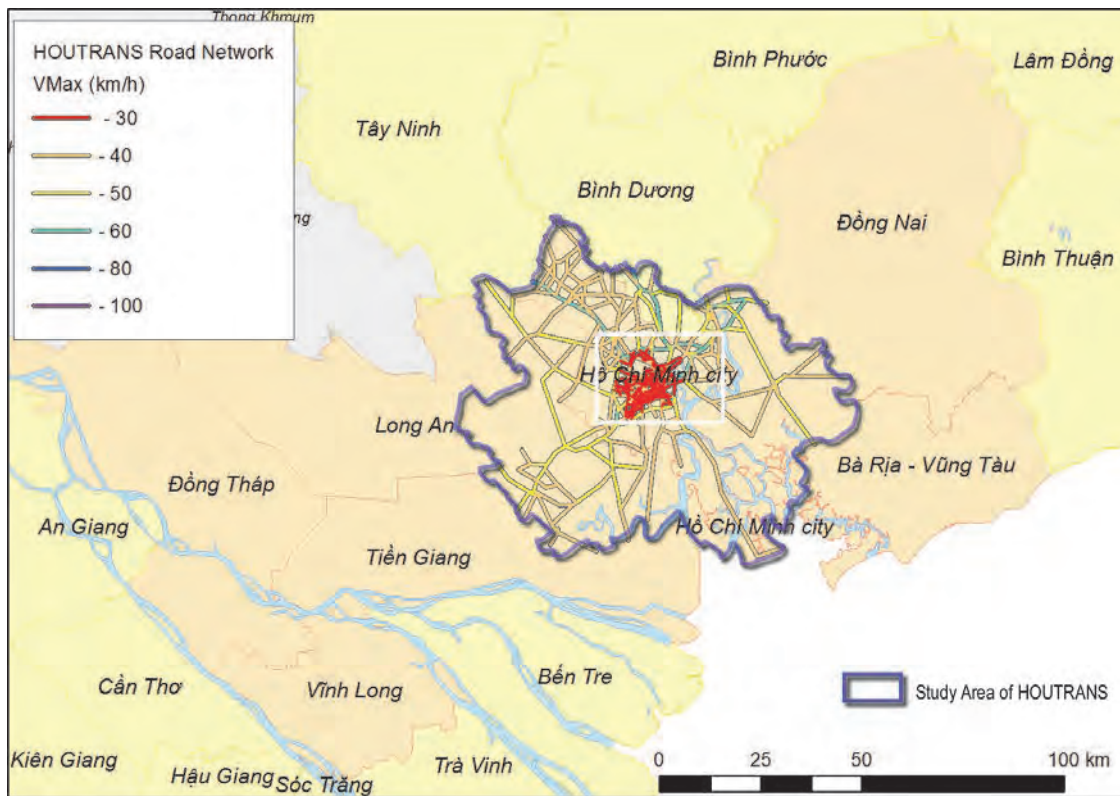 Thong Khmum
HOUTRANS Road Network
VMax (km/h)
- 30
- 40
- 50
- 60
- 80
- 100
Bình Phước
Lâm Đồng
Tây Ninh
Bình Dương
Đồng Nai
Bình Thuận
Hồ Chí Minh city
Long An
Bà Rịa - Vũng Tàu
Đồng Tháp
An Giang
Hồ Chí Minh city
Tiền Giang
Bến Tre
Cần Thơ
Vĩnh Long
Study Area of HOUTRANS
Kiên Giang
Hậu Giang
Sóc Trăng
Trà Vinh
0 25 50 100 km